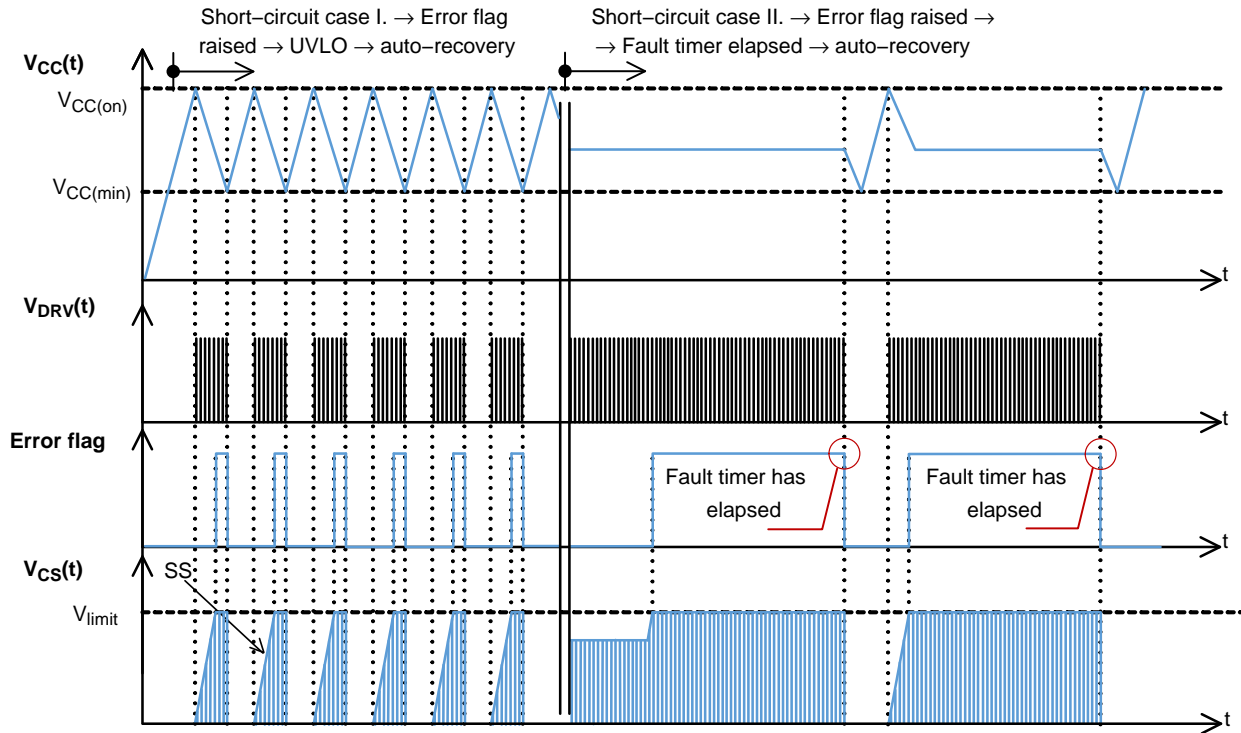 Short−circuit case I. → Error flag
raised → UVLO → auto−recovery
Short−circuit case II. → Error flag raised →
→ Fault timer elapsed → auto−recovery
VCC(t)
VCC(on)
VCC(min)
t
VDRV(t)
t
Error flag
Fault timer has
elapsed
Fault timer has
elapsed
t
VCS(t)
SS
Vlimit
t